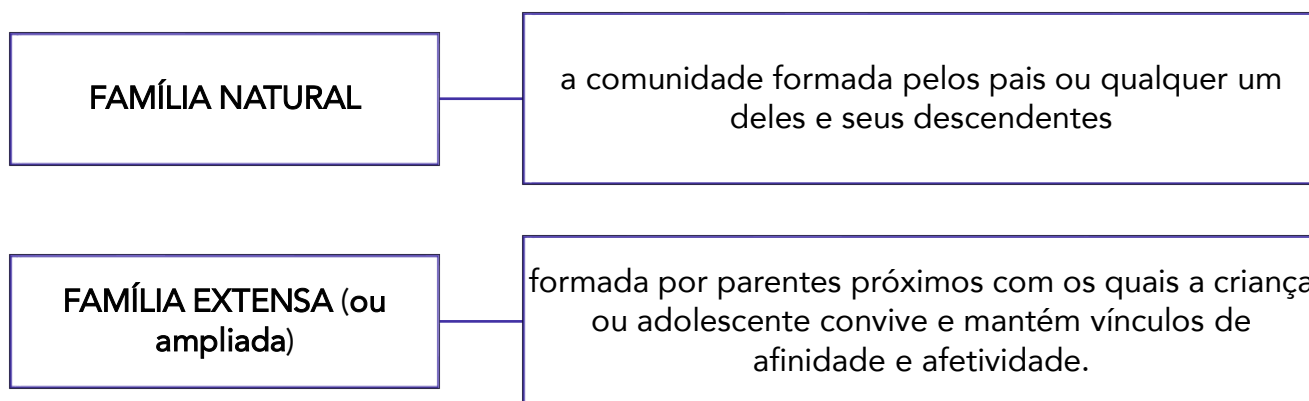 FAMÍLIA NATURAL
a comunidade formada pelos pais ou qualquer um
deles e seus descendentes
FAMÍLIA EXTENSA (ou
ampliada)
formada por parentes próximos com os quais a criança
ou adolescente convive e mantém vínculos de
afinidade e afetividade.